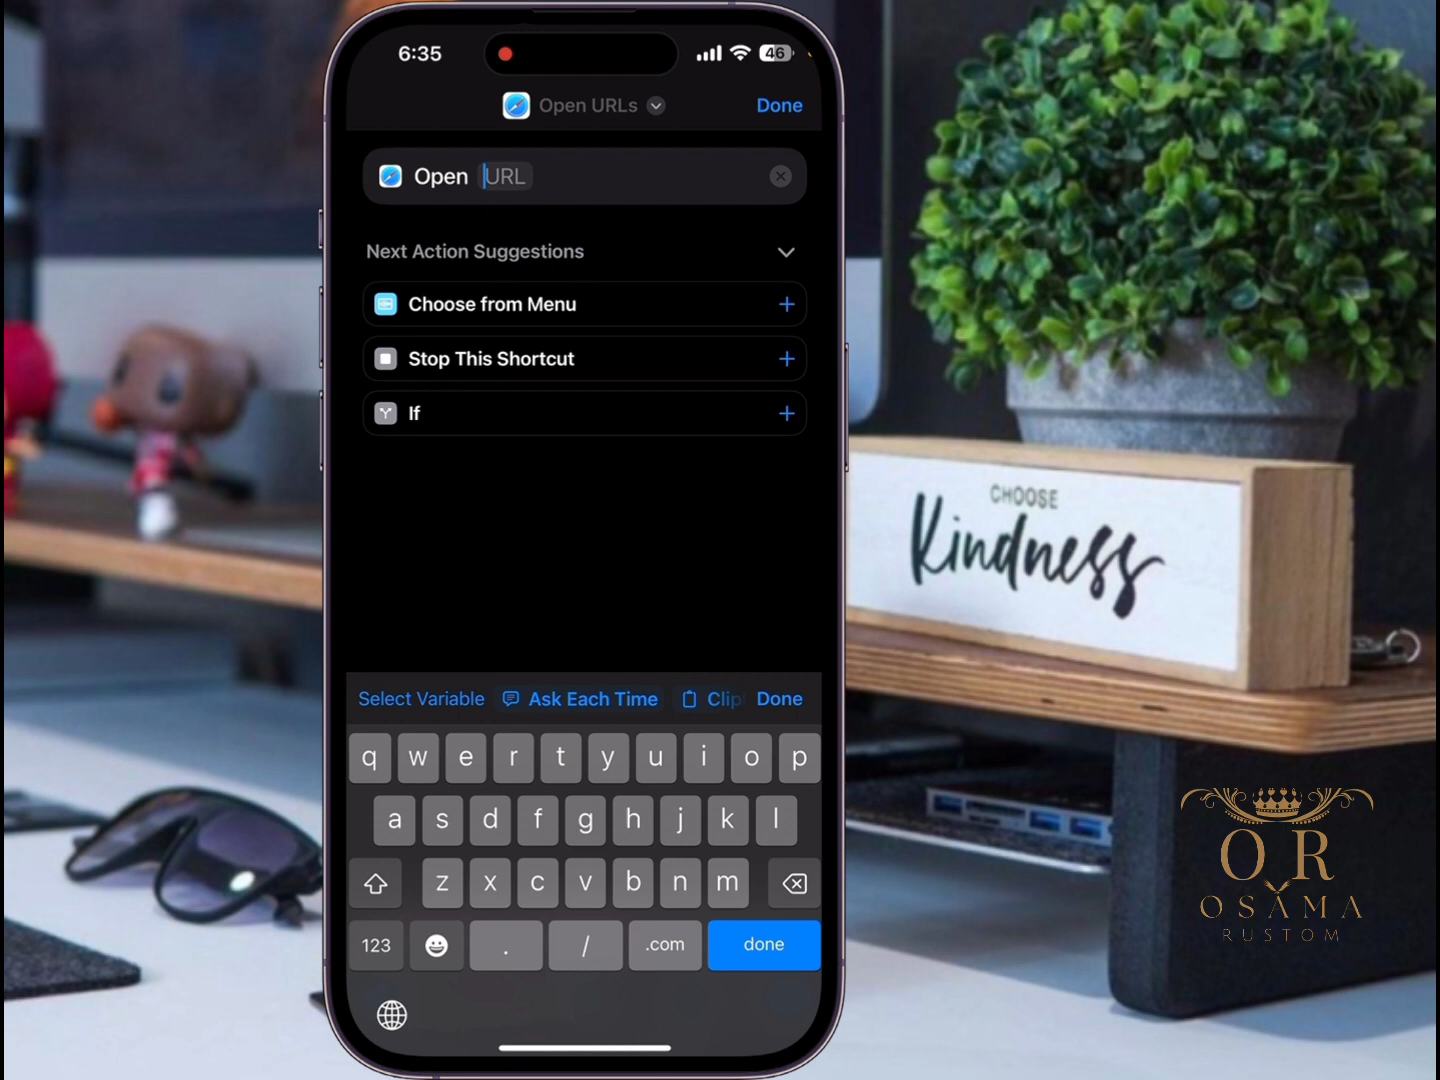 6:35
46
Open URLs
Done
Open URL
Next Action Suggestions
Choose from Menu
Stop This Shortcut
If
Select Variable
Ask Each Time
Clip
Done
q w e r t y u i o p
a s d f g h j k l
z x c v b n m
123 . / .com done
CHOOSE
Kindness
O R
OSAMA
RUSTOM